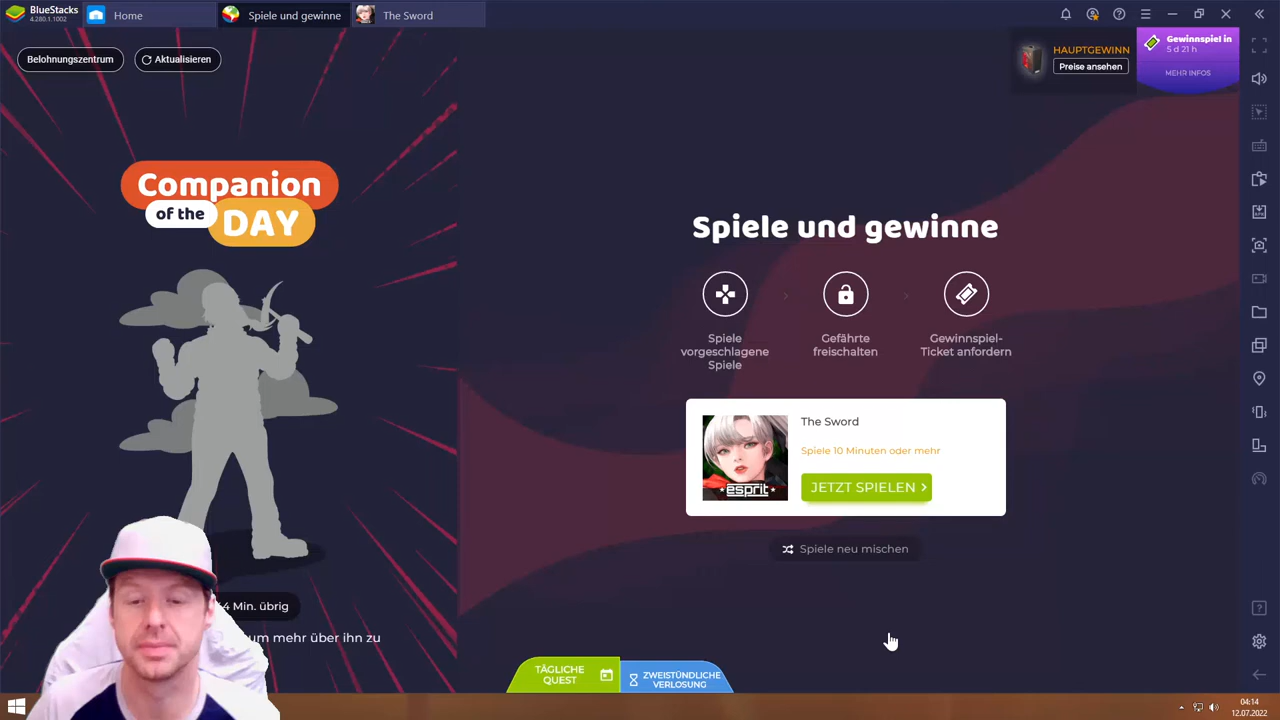 BlueStacks
4.280.1.1002
Home
Spiele und gewinne
The Sword
Belohnungszentrum
Aktualisieren
HAUPTGEWINN
Preise ansehen
Gewinnspiel in
5 d 21 h
MEHR INFOS
Companion
of the
DAY
Spiele und gewinne
Spiele
vorgeschlagene
Spiele
Gefährte
freischalten
Gewinnspiel-
Ticket anfordern
esprit
The Sword
Spiele 10 Minuten oder mehr
JETZT SPIELEN
Spiele neu mischen
4 Min. übrig
um mehr über ihn zu
TÄGLICHE
QUEST
ZWEISTÜNDLICHE
VERLOSUNG
04:14
12.07.2022